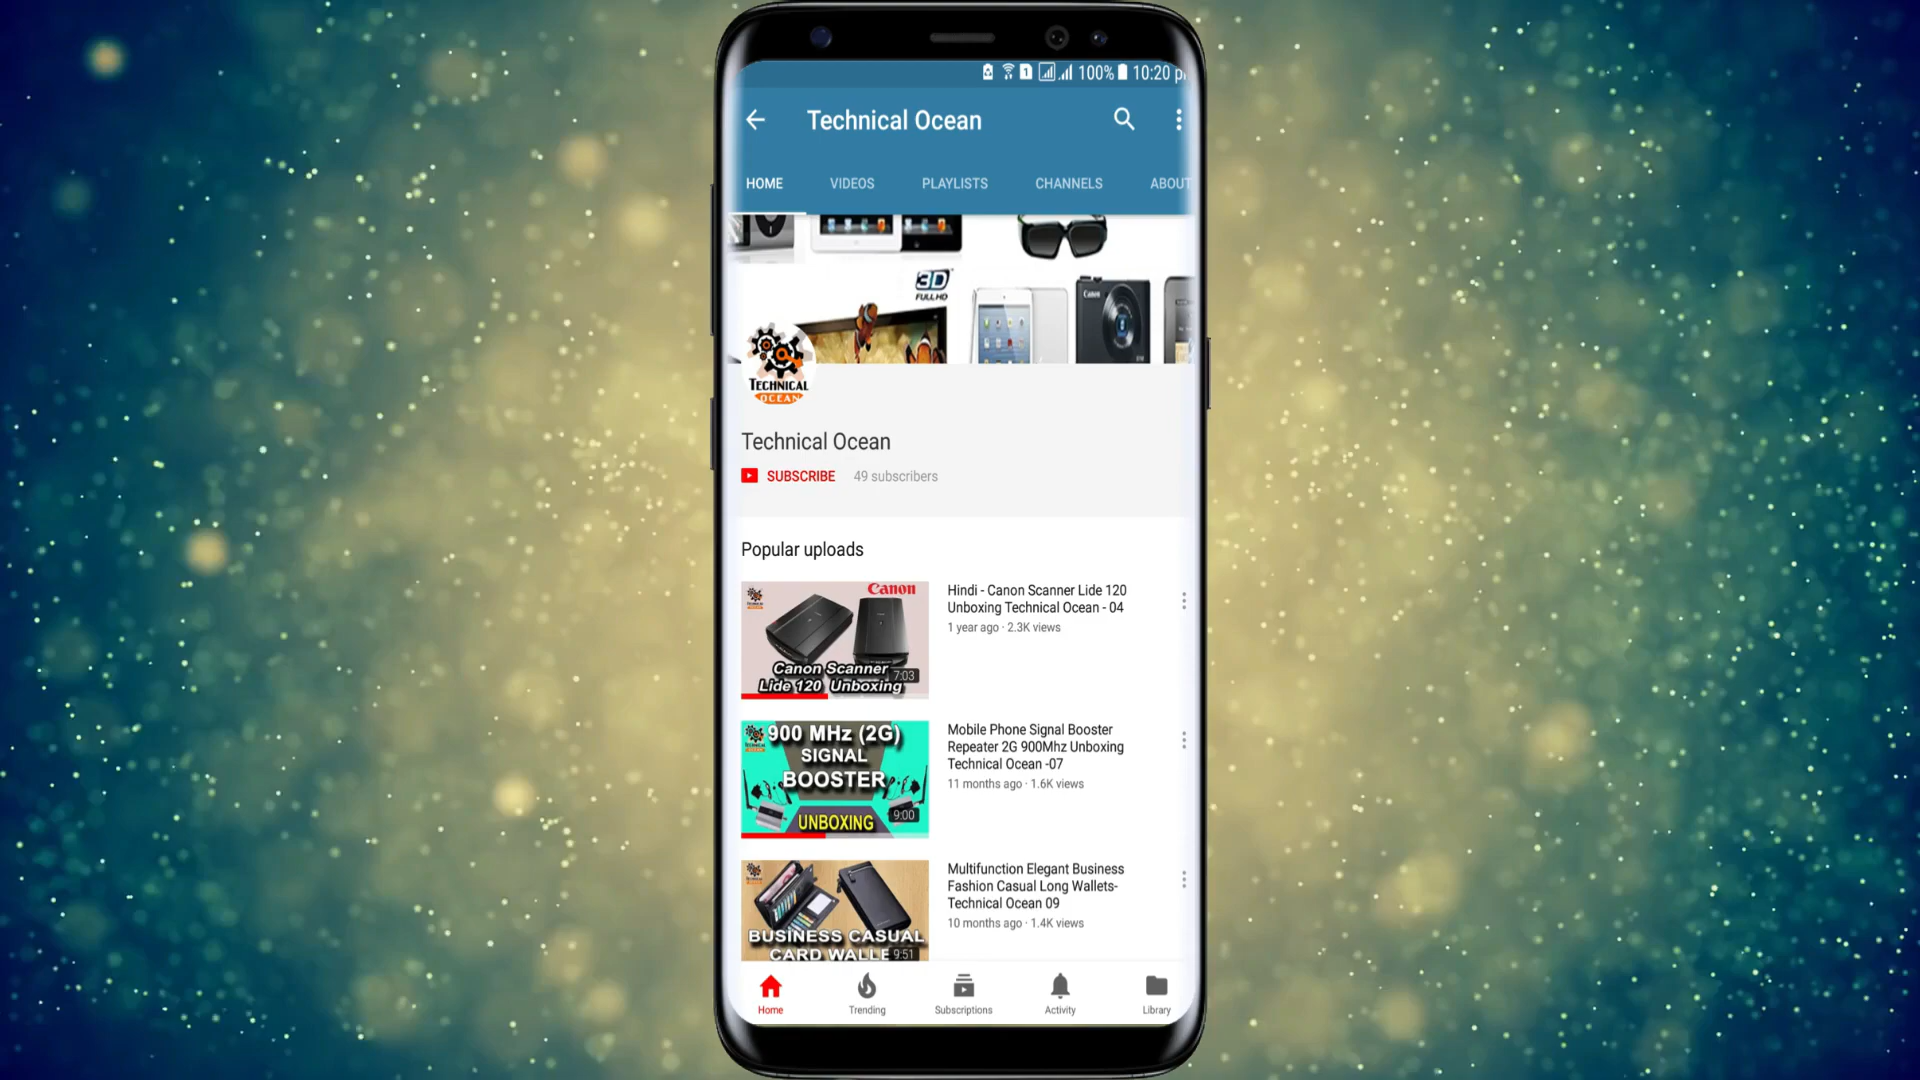 100% 10:20 p
Technical Ocean
HOME VIDEOS PLAYLISTS CHANNELS ABOUT
3D
FULL HD
Canon
TECHNICAL
OCEAN
Technical Ocean
SUBSCRIBE 49 subscribers
Popular uploads
Canon
Canon Scanner
Lide 120 Unboxing
7:03
Hindi - Canon Scanner Lide 120
Unboxing Technical Ocean - 04
1 year ago · 2.3K views
900 MHz (2G)
SIGNAL
BOOSTER
UNBOXING
9:00
Mobile Phone Signal Booster
Repeater 2G 900Mhz Unboxing
Technical Ocean -07
11 months ago · 1.6K views
BUSINESS CASUAL
CARD WALLE
9:51
Multifunction Elegant Business
Fashion Casual Long Wallets-
Technical Ocean 09
10 months ago · 1.4K views
Home Trending Subscriptions Activity Library